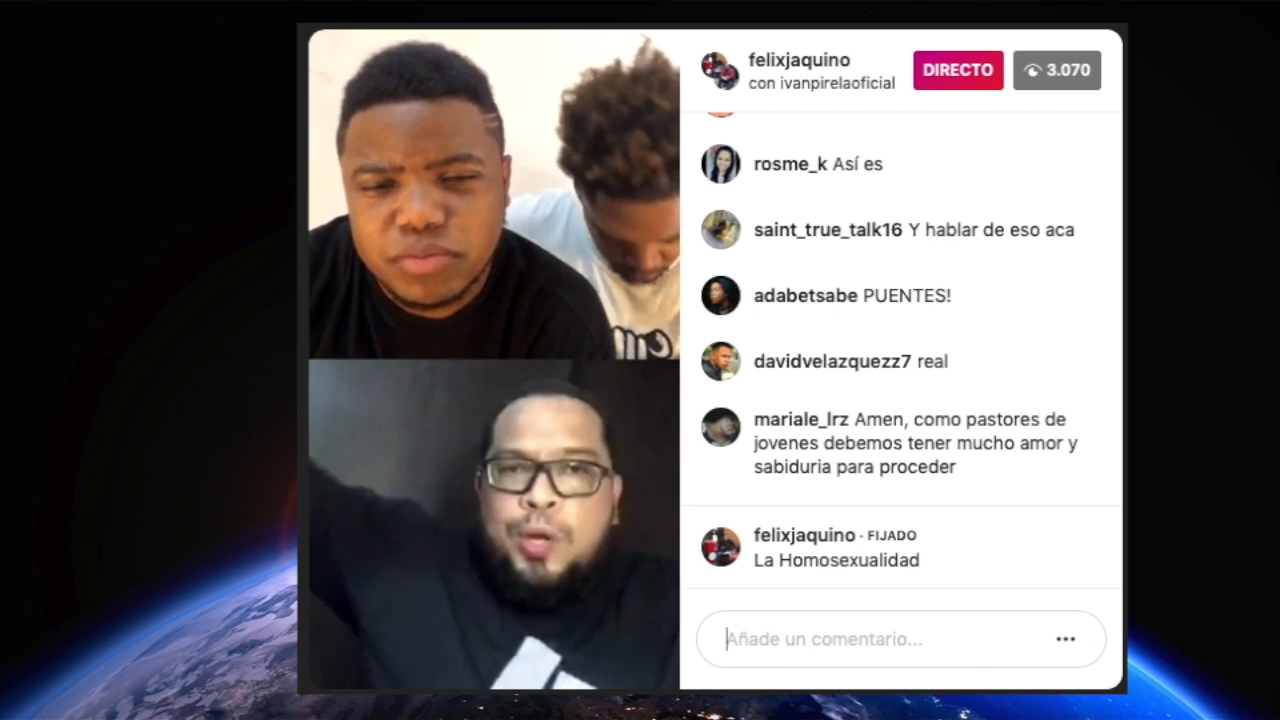 felixjaquino
con ivanpirelaoficial
DIRECTO
3.070
rosme_k Así es
saint_true_talk16 Y hablar de eso aca
adabetsabe PUENTES!
davidvelazquezz7 real
mariale_lrz Amen, como pastores de
jovenes debemos tener mucho amor y
sabiduria para proceder
felixjaquino · FIJADO
La Homosexualidad
Añade un comentario...